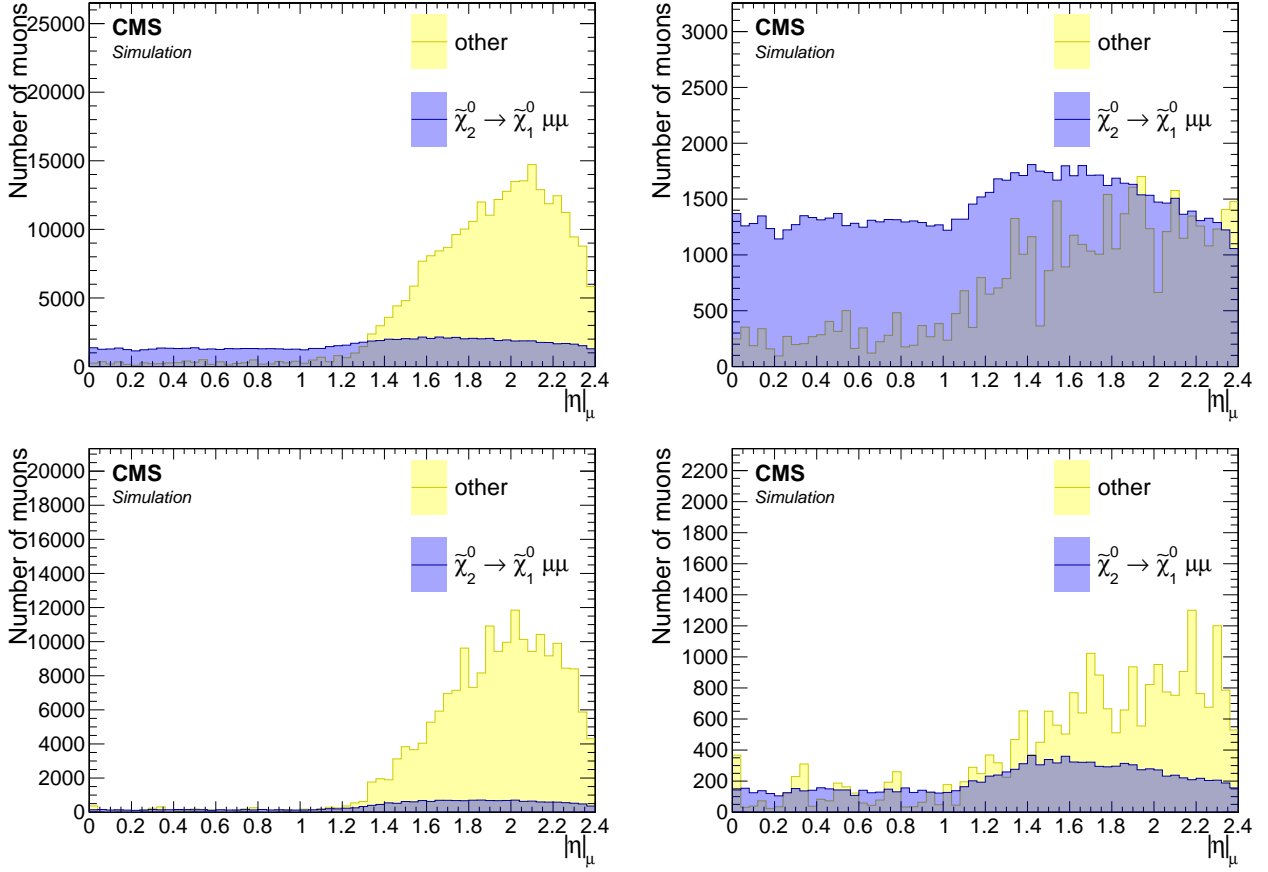 Number of muons
25000
20000
15000
10000
5000
0
CMS
Simulation
other
χ̃⁰₂ → χ̃⁰₁ μμ
0 0.2 0.4 0.6 0.8 1 1.2 1.4 1.6 1.8 2 2.2 2.4
|η|μ
Number of muons
3000
2500
2000
1500
1000
500
0
CMS
Simulation
other
χ̃⁰₂ → χ̃⁰₁ μμ
0 0.2 0.4 0.6 0.8 1 1.2 1.4 1.6 1.8 2 2.2 2.4
|η|μ
Number of muons
20000
18000
16000
14000
12000
10000
8000
6000
4000
2000
0
CMS
Simulation
other
χ̃⁰₂ → χ̃⁰₁ μμ
0 0.2 0.4 0.6 0.8 1 1.2 1.4 1.6 1.8 2 2.2 2.4
|η|μ
Number of muons
2200
2000
1800
1600
1400
1200
1000
800
600
400
200
0
CMS
Simulation
other
χ̃⁰₂ → χ̃⁰₁ μμ
0 0.2 0.4 0.6 0.8 1 1.2 1.4 1.6 1.8 2 2.2 2.4
|η|μ